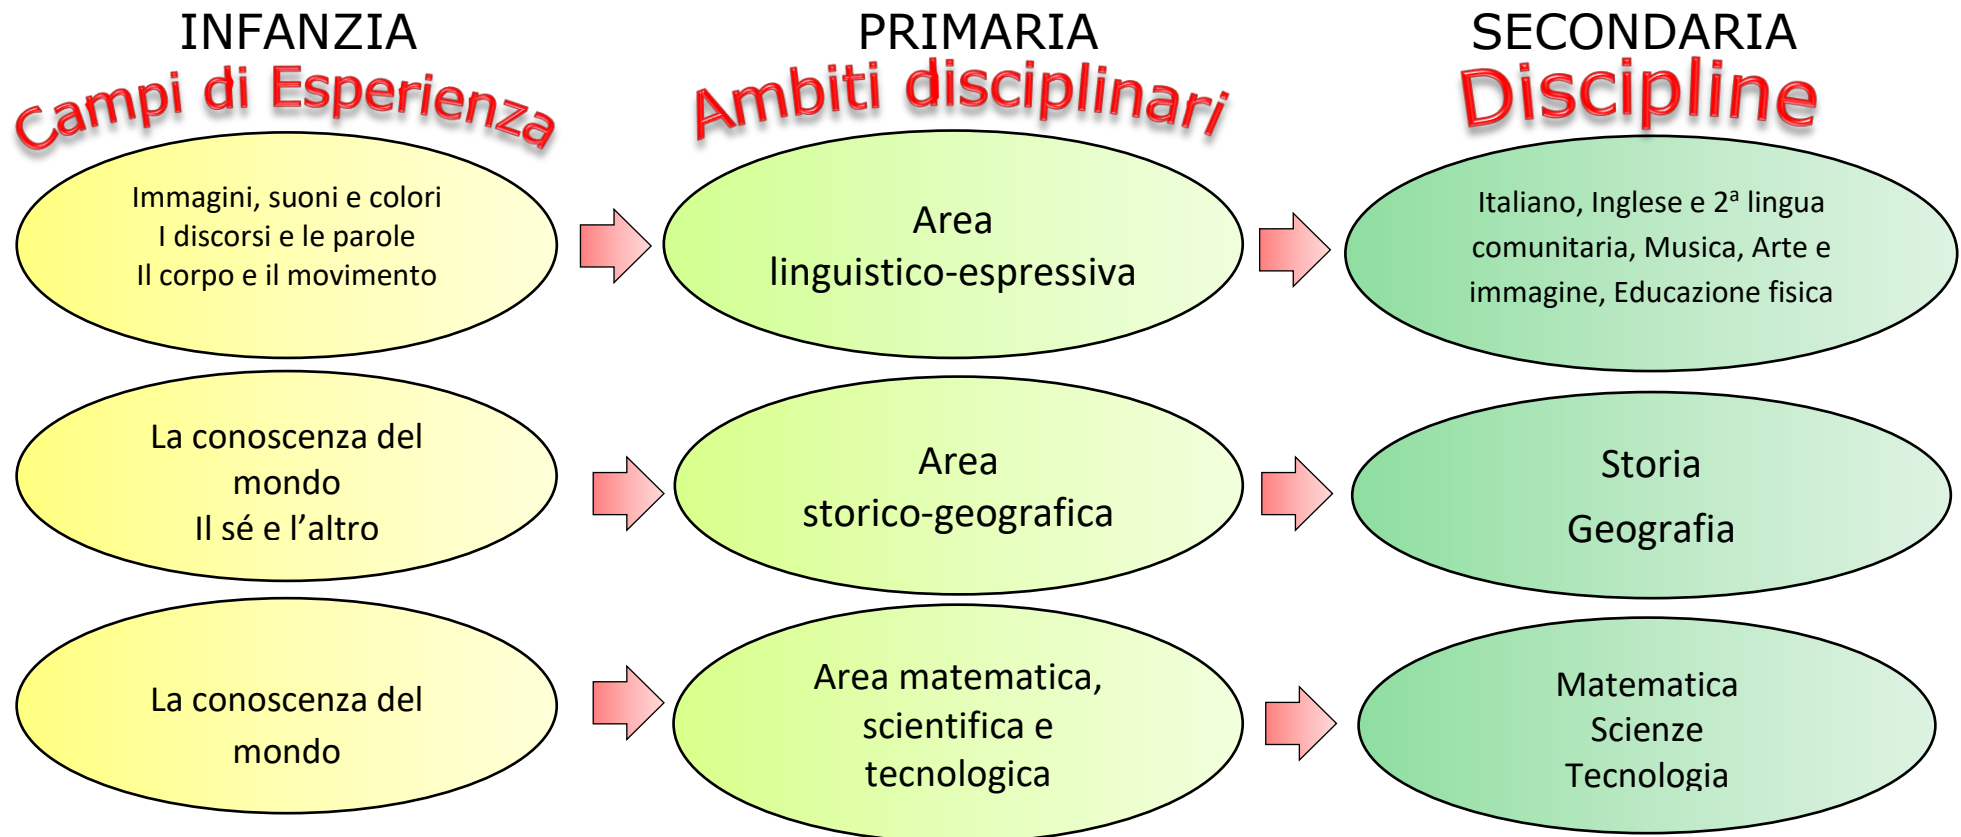 INFANZIA
PRIMARIA
SECONDARIA
Campi di Esperienza
Ambiti disciplinari
Discipline
Immagini, suoni e colori
I discorsi e le parole
Il corpo e il movimento
Area
linguistico-espressiva
Italiano, Inglese e 2ª lingua
comunitaria, Musica, Arte e
immagine, Educazione fisica
La conoscenza del
mondo
Il sé e l’altro
Area
storico-geografica
Storia
Geografia
La conoscenza del
mondo
Area matematica,
scientifica e
tecnologica
Matematica
Scienze
Tecnologia